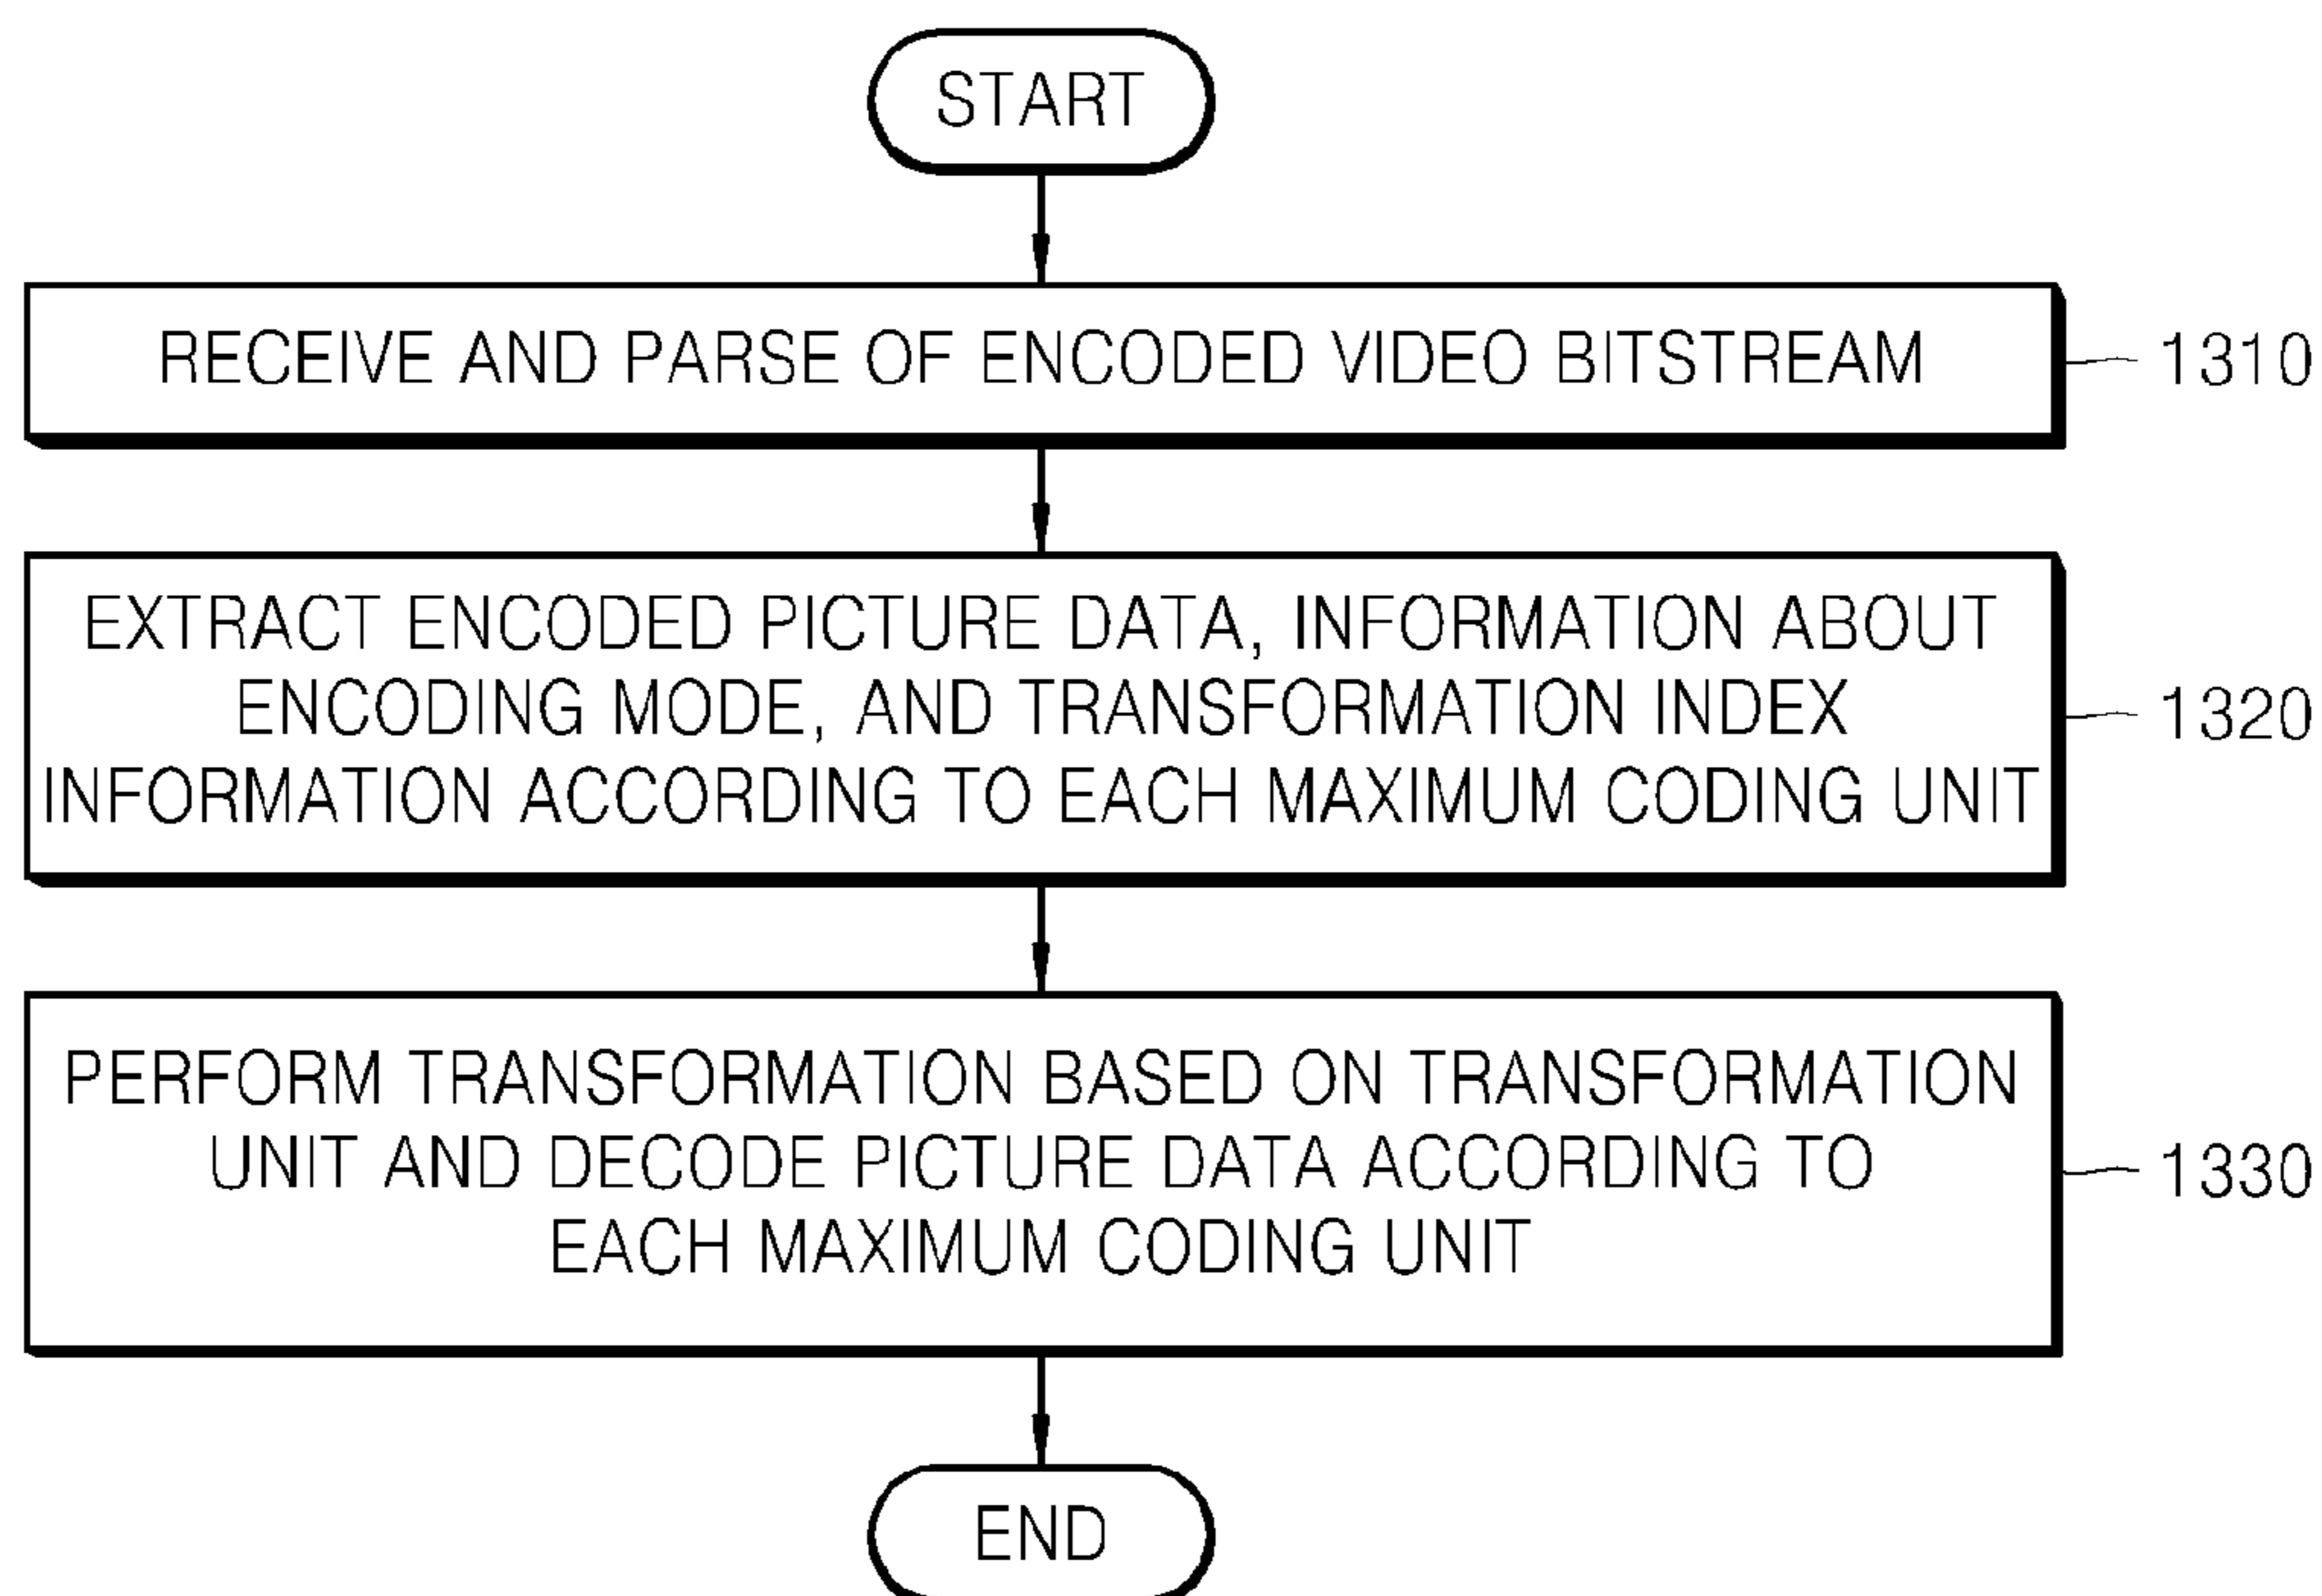 START
RECEIVE AND PARSE OF ENCODED VIDEO BITSTREAM
1310
EXTRACT ENCODED PICTURE DATA, INFORMATION ABOUT
ENCODING MODE, AND TRANSFORMATION INDEX
INFORMATION ACCORDING TO EACH MAXIMUM CODING UNIT
1320
PERFORM TRANSFORMATION BASED ON TRANSFORMATION
UNIT AND DECODE PICTURE DATA ACCORDING TO
EACH MAXIMUM CODING UNIT
1330
END